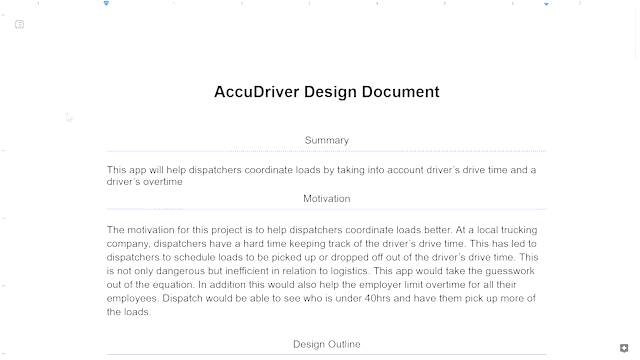 AccuDriver Design Document
Summary
This app will help dispatchers coordinate loads by taking into account driver's drive time and a
driver's overtime
Motivation
The motivation for this project is to help dispatchers coordinate loads better. At a local trucking
company, dispatchers have a hard time keeping track of the driver's drive time. This has led to
dispatchers to schedule loads to be picked up or dropped off out of the driver's drive time. This
is not only dangerous but inefficient in relation to logistics. This app would take the guesswork
out of the equation. In addition this would also help the employer limit overtime for all their
employees. Dispatch would be able to see who is under 40hrs and have them pick up more of
the loads.
Design Outline